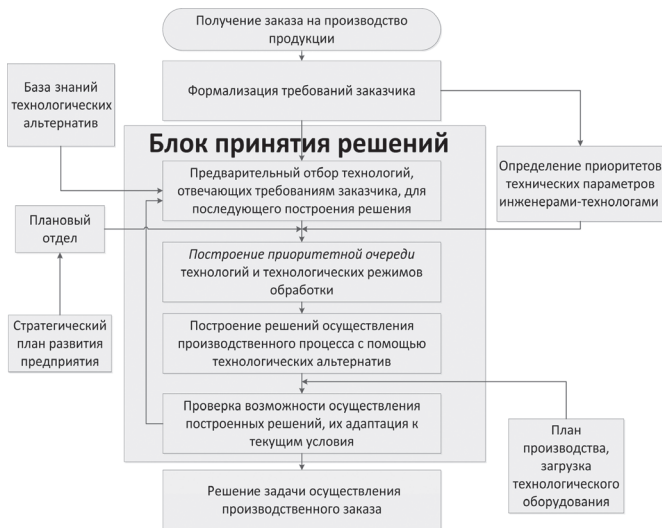 Получение заказа на производство
продукции
База знаний
технологических
альтернатив
Формализация требований заказчика
Блок принятия решений
Предварительный отбор технологий,
отвечающих требованиям заказчика, для
последующего построения решения
Определение приоритетов
технических параметров
инженерами-технологами
Плановый
отдел
Построение приоритетной очереди
технологий и технологических режимов
обработки
Стратегический
план развития
предприятия
Построение решений осуществления
производственного процесса с помощью
технологических альтернатив
Проверка возможности осуществления
построенных решений, их адаптация к
текущим условия
План
производства,
загрузка
технологического
оборудования
Решение задачи осуществления
производственного заказа